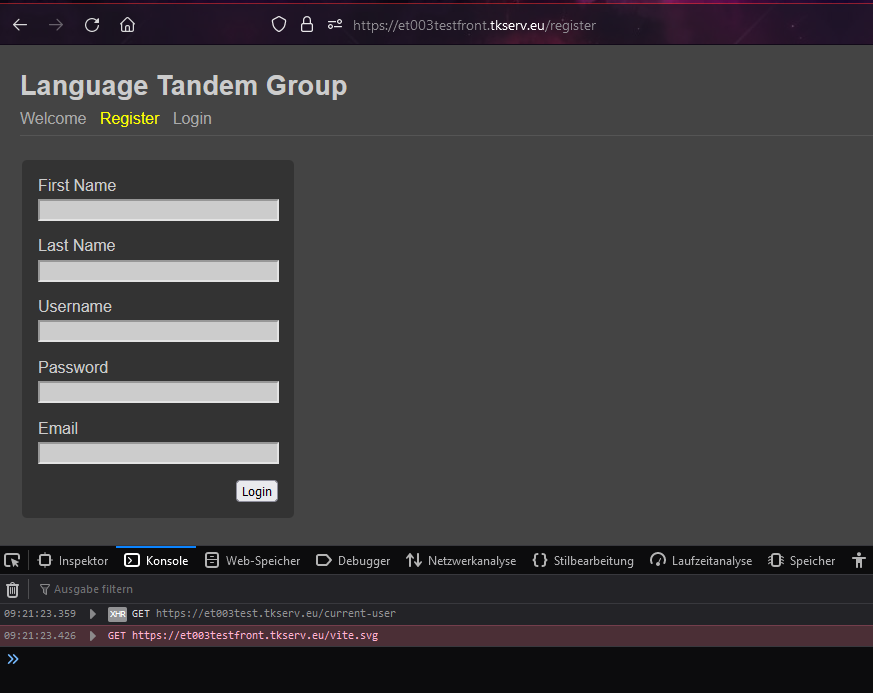 https://et003testfront.tkserv.eu/register
Language Tandem Group
Welcome Register Login
First Name
Last Name
Username
Password
Email
Login
Inspektor Konsole Web-Speicher Debugger Netzwerkanalyse Stilbearbeitung Laufzeitanalyse Speicher
Ausgabe filtern
09:21:23.359 XHR GET https://et003test.tkserv.eu/current-user
09:21:23.426 GET https://et003testfront.tkserv.eu/vite.svg